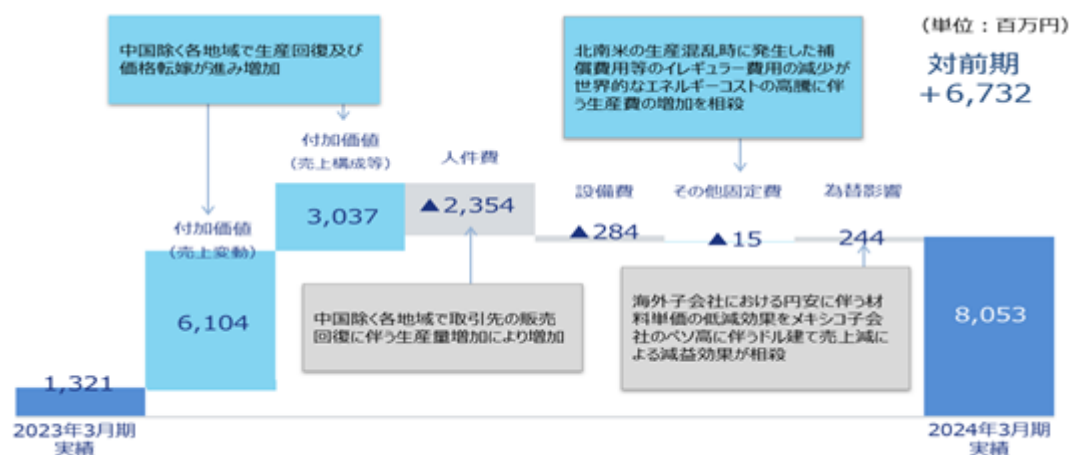 (単位：百万円)
対前期
+6,732
中国除く各地域で生産回復及び
価格転嫁が進み増加
北南米の生産混乱時に発生した補
償費用等のイレギュラー費用の減少が
世界的なエネルギーコストの高騰に伴
う生産費の増加を相殺
付加価値
(売上構成等)
人件費
設備費
その他固定費
為替影響
3,037
▲2,354
▲284
▲15
244
付加価値
(売上変動)
6,104
中国除く各地域で取引先の販売
回復に伴う生産量増加により増加
海外子会社における円安に伴う材
料単価の低減効果をメキシコ子会
社のペソ高に伴うドル建て売上減に
よる減益効果が相殺
8,053
1,321
2023年3月期
実績
2024年3月期
実績